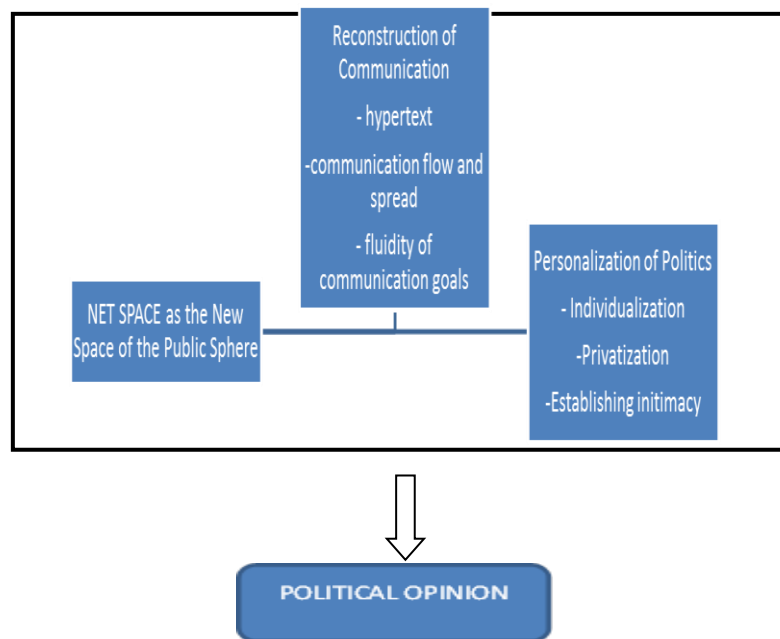 Reconstruction of
Communication
- hypertext
-communication flow and
spread
- fluidity of
communication goals
NET SPACE as the New
Space of the Public Sphere
Personalization of Politics
- Individualization
-Privatization
-Establishing initimacy
POLITICAL OPINION